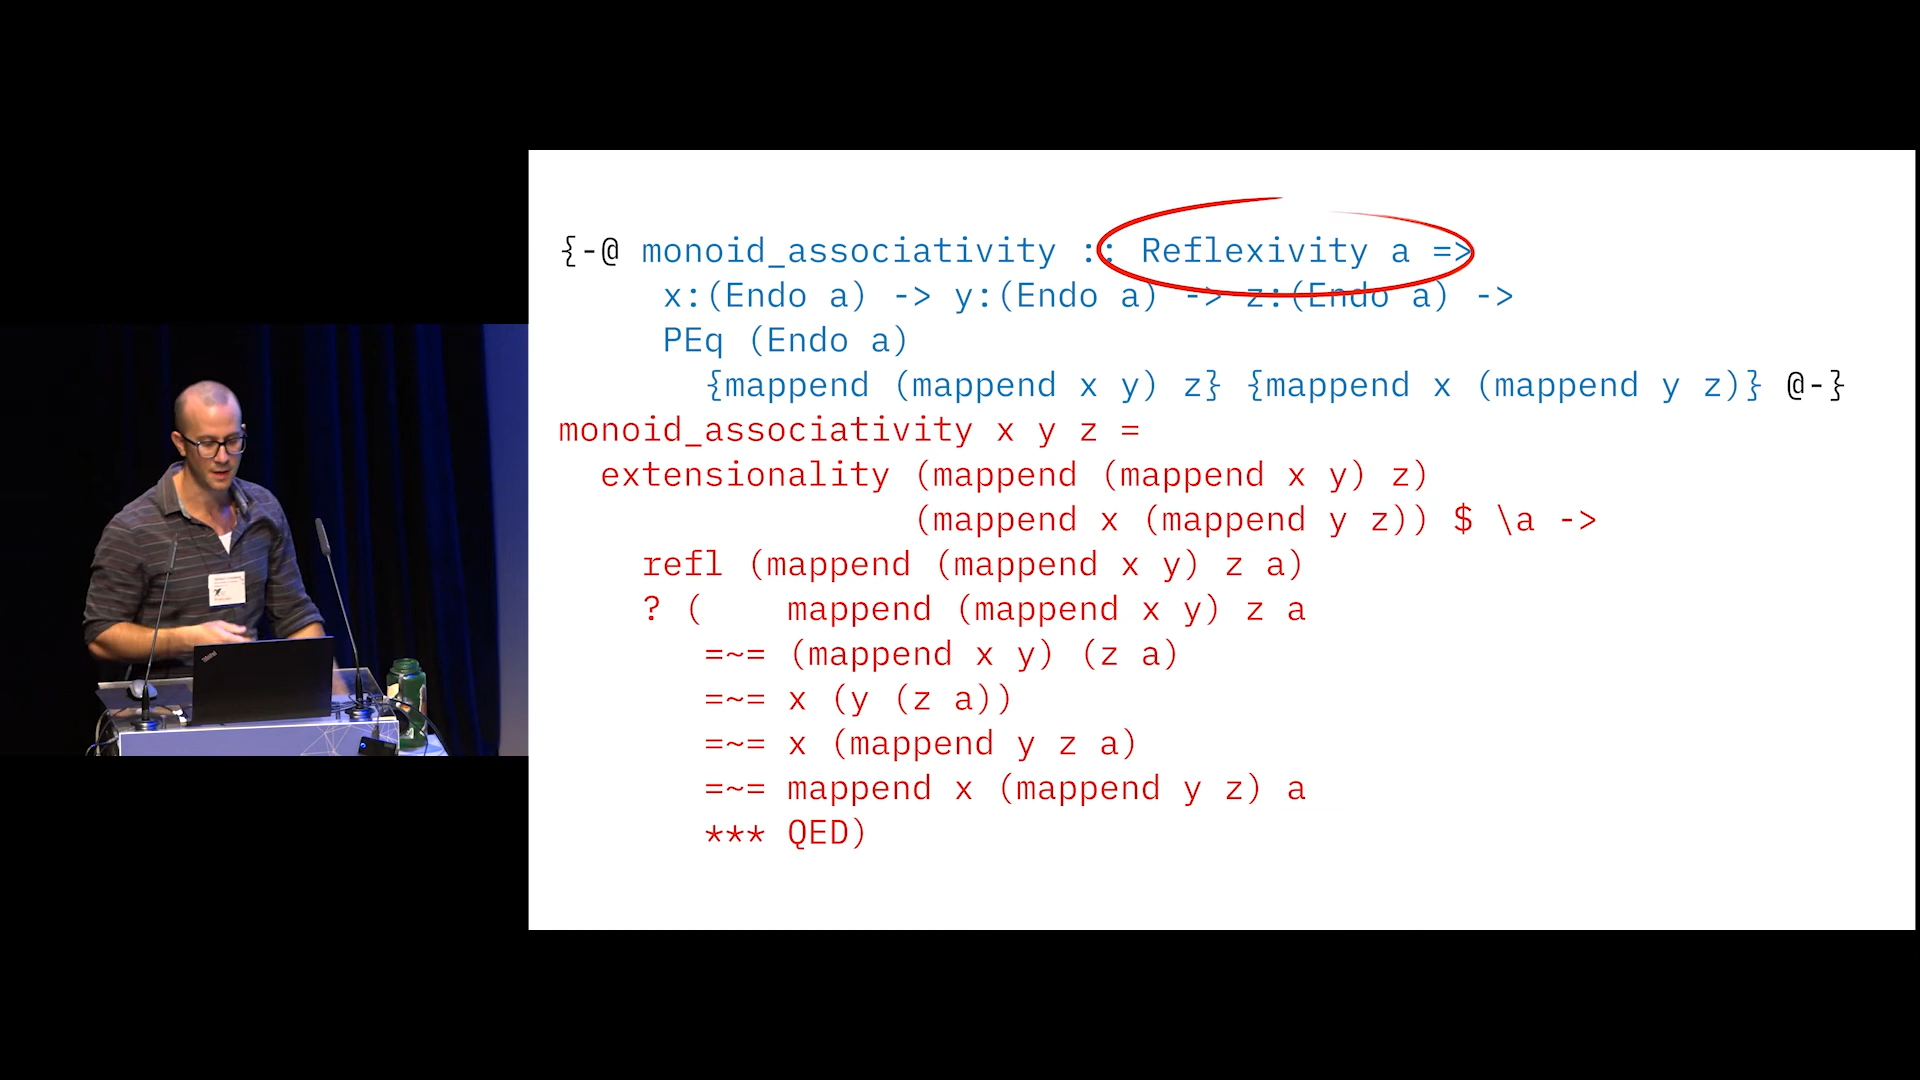 {-@ monoid_associativity :: Reflexivity a =>
x:(Endo a) -> y:(Endo a) -> z:(Endo a) ->
PEq (Endo a)
{mappend (mappend x y) z} {mappend x (mappend y z)} @-}
monoid_associativity x y z =
extensionality (mappend (mappend x y) z)
(mappend x (mappend y z)) $ \a ->
refl (mappend (mappend x y) z a)
? ( mappend (mappend x y) z a
=~= (mappend x y) (z a)
=~= x (y (z a))
=~= x (mappend y z a)
=~= mappend x (mappend y z) a
*** QED)
ThinkPad